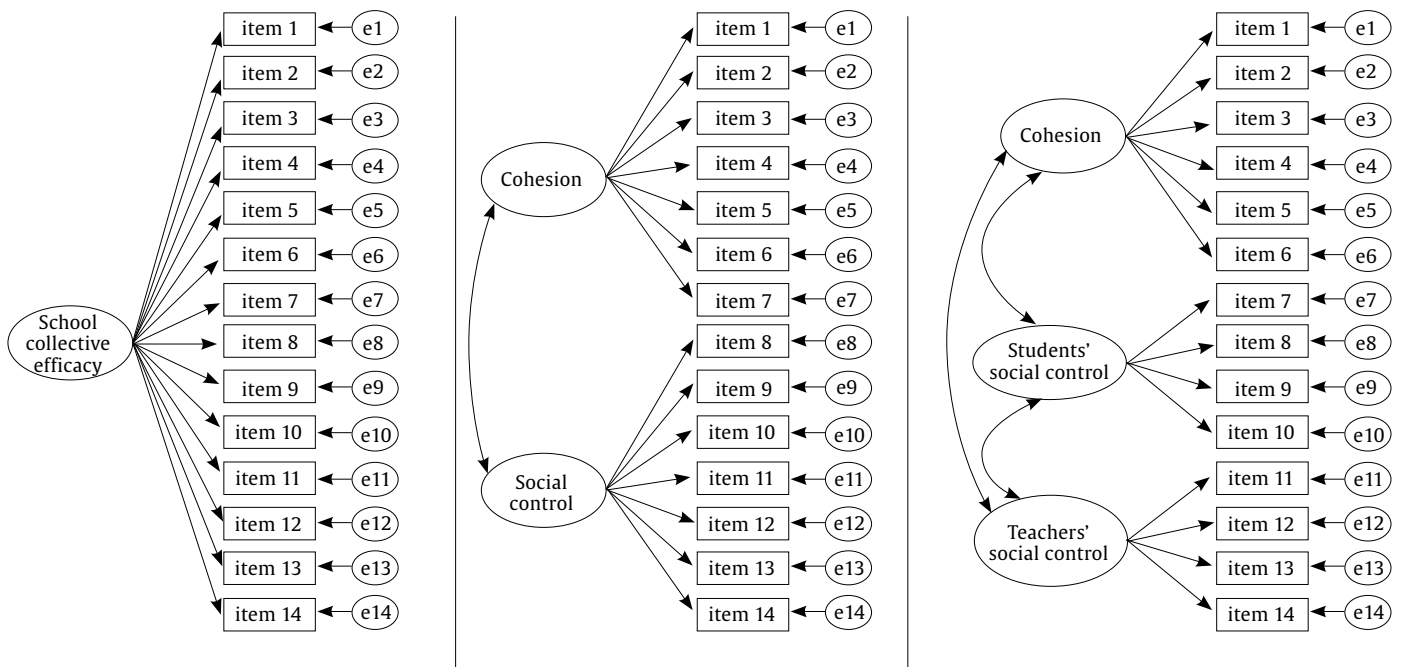 item 1 e1
item 2 e2
item 3 e3
item 4 e4
item 5 e5
item 6 e6
item 7 e7
item 8 e8
item 9 e9
item 10 e10
item 11 e11
item 12 e12
item 13 e13
item 14 e14
School
collective
efficacy
item 1 e1
item 2 e2
item 3 e3
item 4 e4
item 5 e5
item 6 e6
item 7 e7
item 8 e8
item 9 e9
item 10 e10
item 11 e11
item 12 e12
item 13 e13
item 14 e14
Cohesion
Social
control
item 1 e1
item 2 e2
item 3 e3
item 4 e4
item 5 e5
item 6 e6
item 7 e7
item 8 e8
item 9 e9
item 10 e10
item 11 e11
item 12 e12
item 13 e13
item 14 e14
Cohesion
Students'
social control
Teachers'
social control